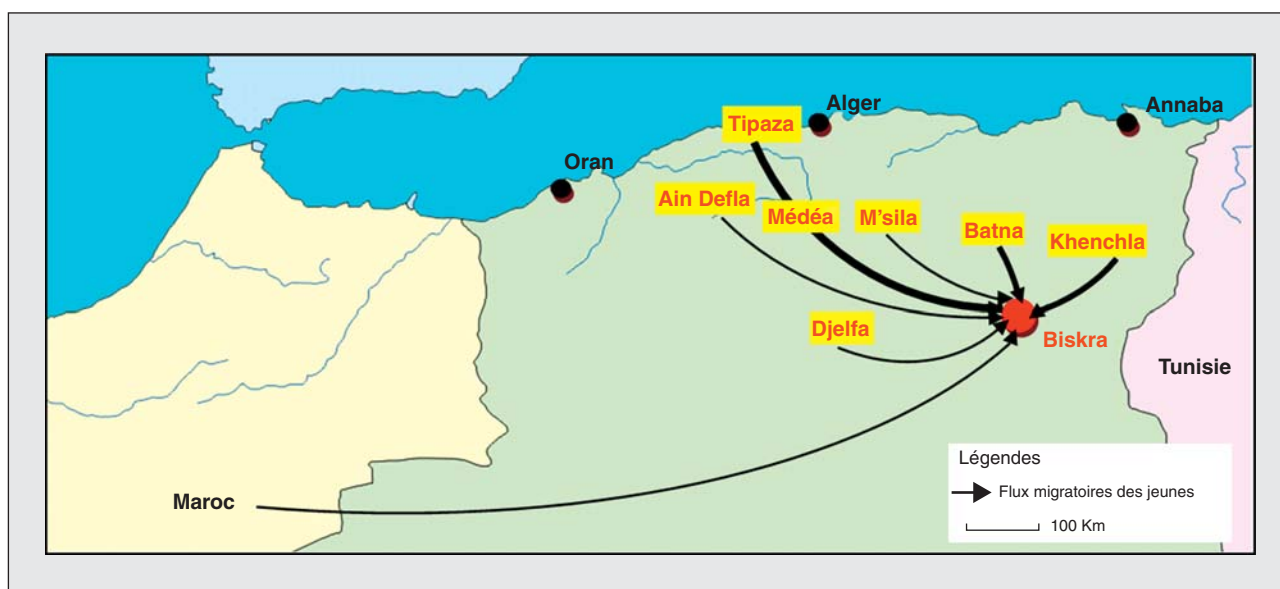 Alger
Annaba
Tipaza
Oran
Ain Defla
Médéa
M'sila
Batna
Khenchla
Djelfa
Biskra
Tunisie
Maroc
Légendes
Flux migratoires des jeunes
100 Km